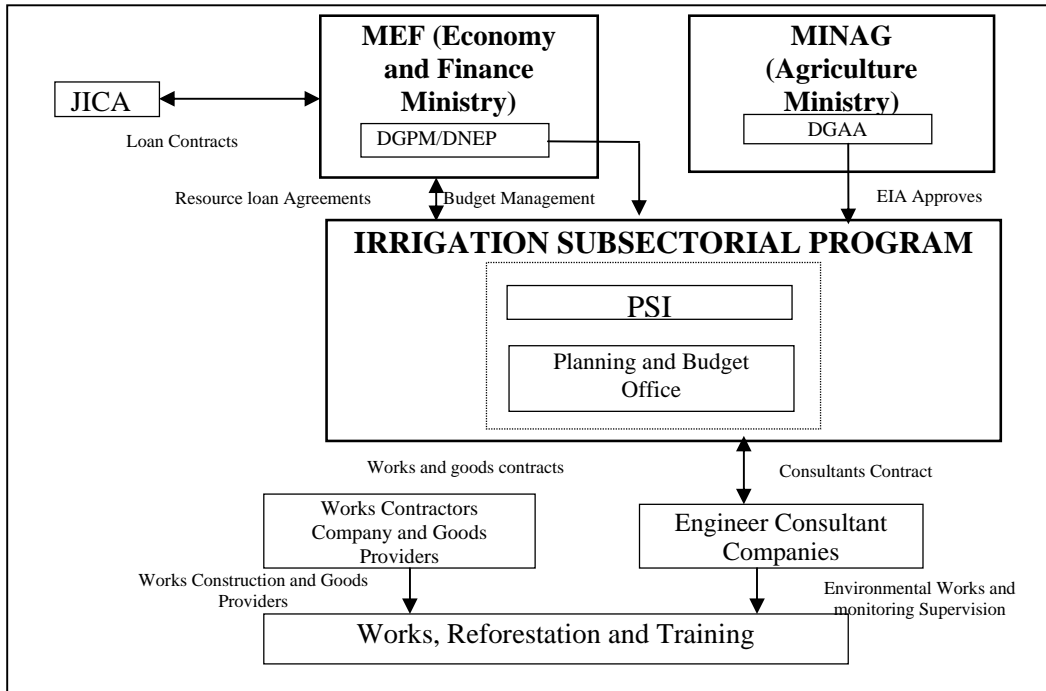 MEF (Economy
and Finance
Ministry)
DGPM/DNEP
MINAG
(Agriculture
Ministry)
DGAA
JICA
Loan Contracts
Resource loan Agreements
Budget Management
EIA Approves
IRRIGATION SUBSECTORIAL PROGRAM
PSI
Planning and Budget
Office
Works and goods contracts
Consultants Contract
Works Contractors
Company and Goods
Providers
Engineer Consultant
Companies
Works Construction and Goods
Providers
Environmental Works and
monitoring Supervision
Works, Reforestation and Training